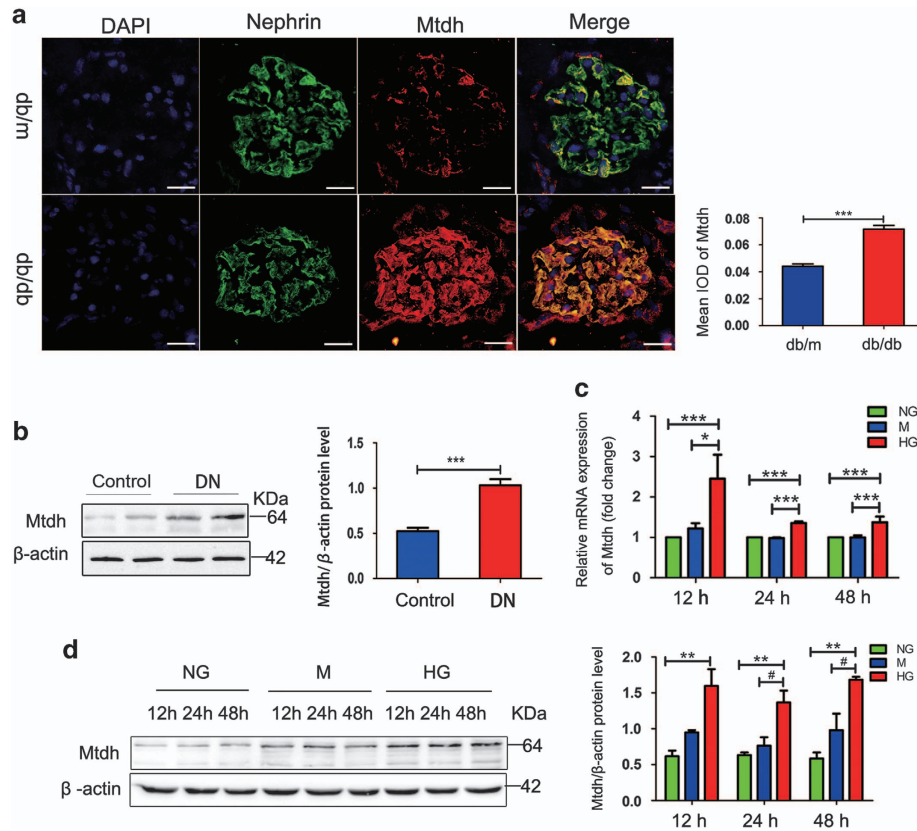 a
DAPI Nephrin Mtdh Merge
db/m
db/db
Mean IOD of Mtdh
0.08
0.06
0.04
0.02
0.00
***
db/m db/db
b
Control DN
KDa
Mtdh 64
β-actin 42
Mtdh/β-actin protein level
1.5
1.0
0.5
0.0
***
Control DN
c
Relative mRNA expression
of Mtdh (fold change)
4
3
2
1
0
*** *** ***
* *** ***
12 h 24 h 48 h
NG
M
HG
d
NG M HG
12h 24h 48h 12h 24h 48h 12h 24h 48h KDa
Mtdh 64
β -actin 42
Mtdh/β-actin protein level
2.0
1.5
1.0
0.5
0.0
** ** **
# #
12 h 24 h 48 h
NG
M
HG